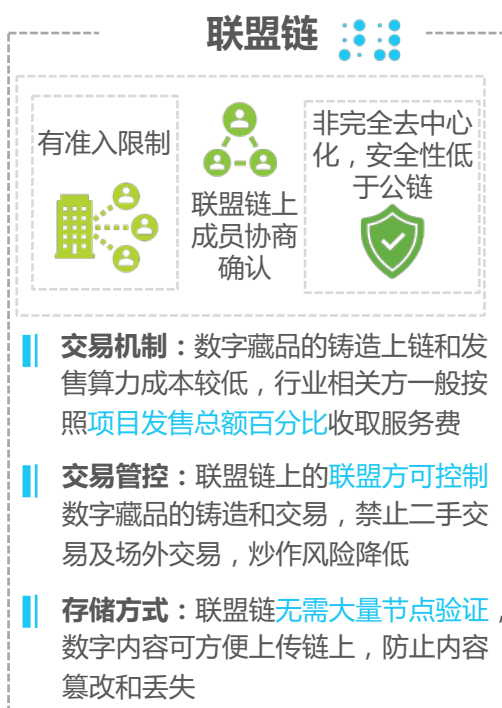 联盟链
有准入限制
联盟链上
成员协商
确认
非完全去中心
化，安全性低
于公链
交易机制：数字藏品的铸造上链和发
售算力成本较低，行业相关方一般按
照项目发售总额百分比收取服务费
交易管控：联盟链上的联盟方可控制
数字藏品的铸造和交易，禁止二手交
易及场外交易，炒作风险降低
存储方式：联盟链无需大量节点验证，
数字内容可方便上传链上，防止内容
篡改和丢失